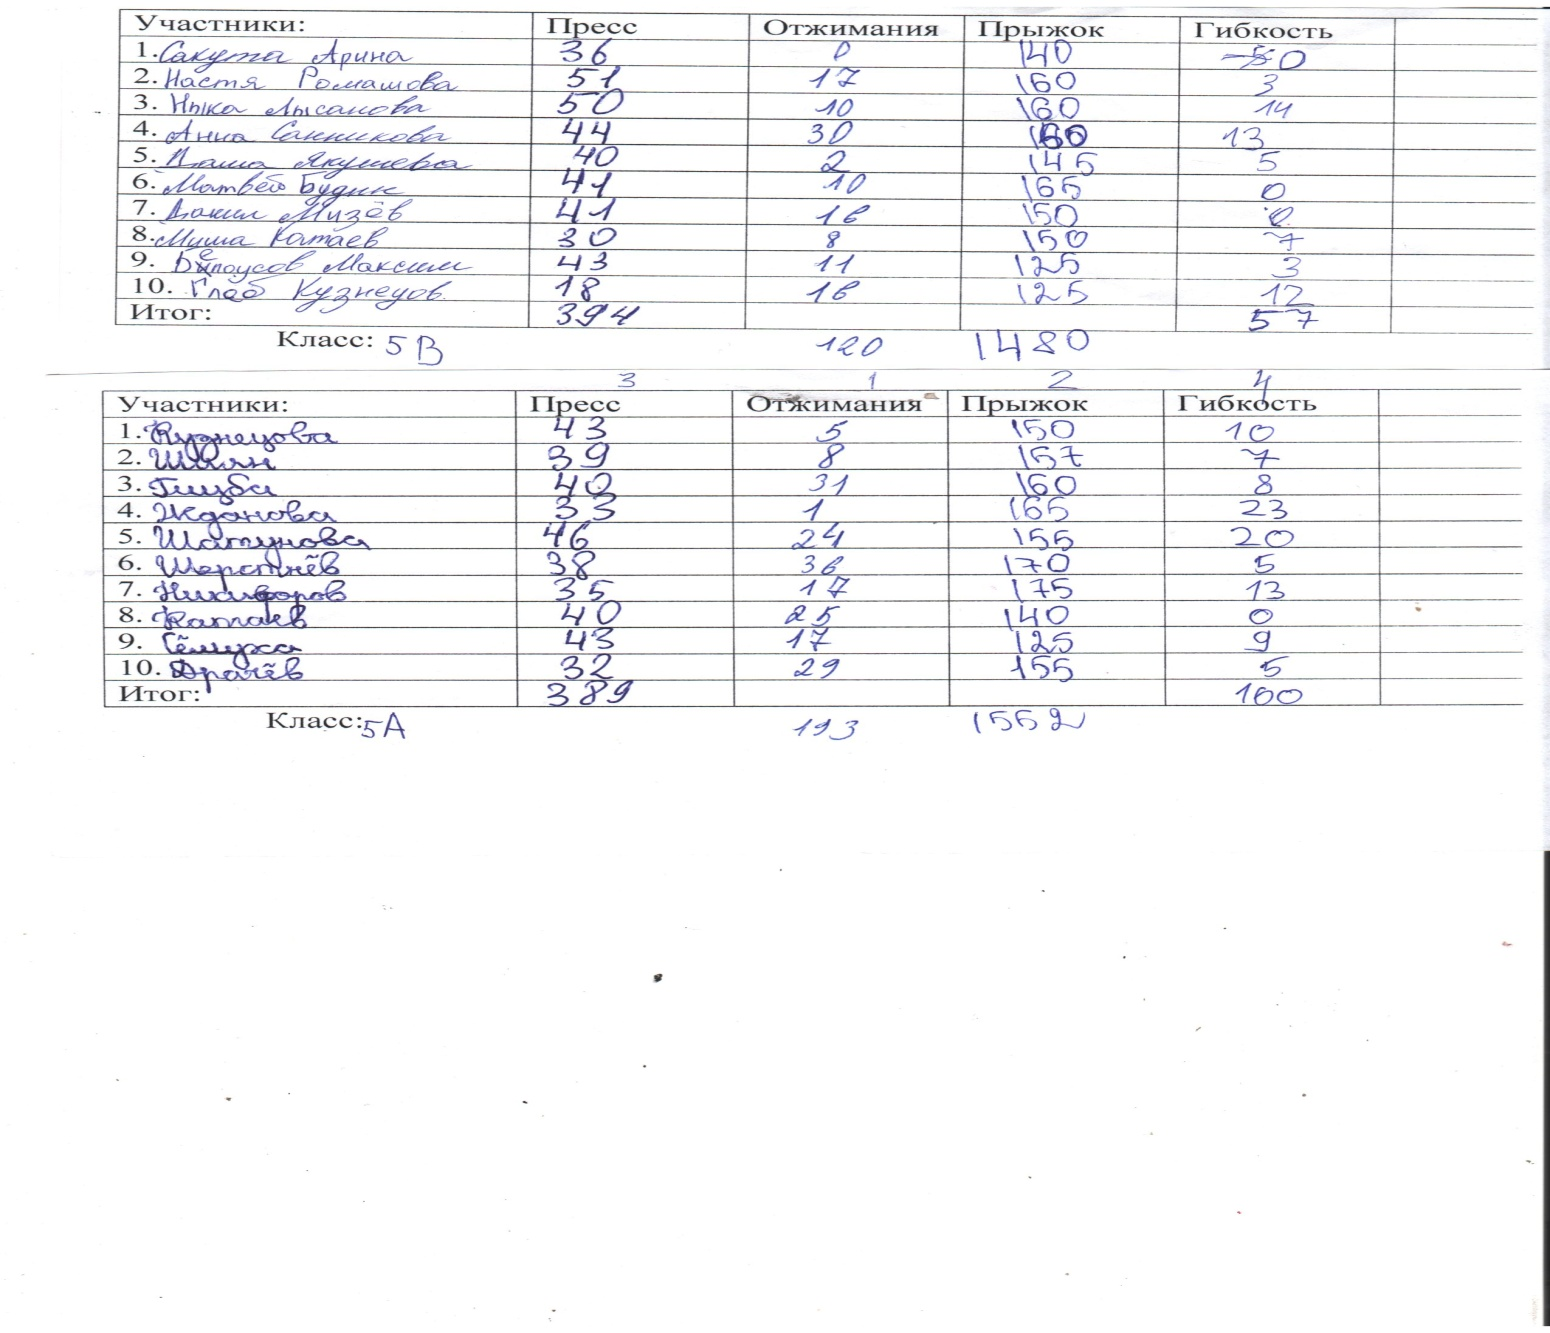 Участники: Пресс Отжимания Прыжок Гибкость
1. Сакута Арина 36 0 140 50
2. Настя Ромашова 51 17 160 3
3. Ника Лысанова 50 10 160 14
4. Анна Санникова 44 30 160 13
5. Даша Якушева 40 2 145 5
6. Матвей Будин 41 10 165 0
7. Данил Мизёв 41 16 150 0
8. Миша Катаев 30 8 150 7
9. Белоусов Максим 43 11 125 3
10. Глеб Кузнецов. 18 16 125 12
Итог: 394 57
Класс: 5В 120 1480
3 1 2 4
Участники: Пресс Отжимания Прыжок Гибкость
1. Кузнецова 43 5 150 10
2. 39 8 157 7
3. 40 31 160 8
4. Жданова 33 1 165 23
5. Шатунова 46 24 155 20
6. Шерстнёв 38 36 170 5
7. Никифоров 35 17 175 13
8. Катаев 40 25 140 0
9. Сёмуха 43 17 125 9
10. Драчёв 32 29 155 5
Итог: 389 100
Класс: 5А 193 1552